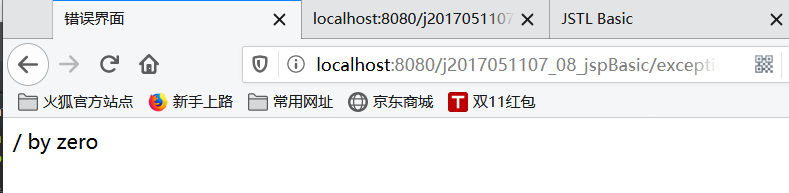 错误界面
localhost:8080/j2017051107
JSTL Basic
localhost:8080/j2017051107_08_jspBasic/excepti
火狐官方站点 新手上路 常用网址 京东商城 双11红包
/ by zero